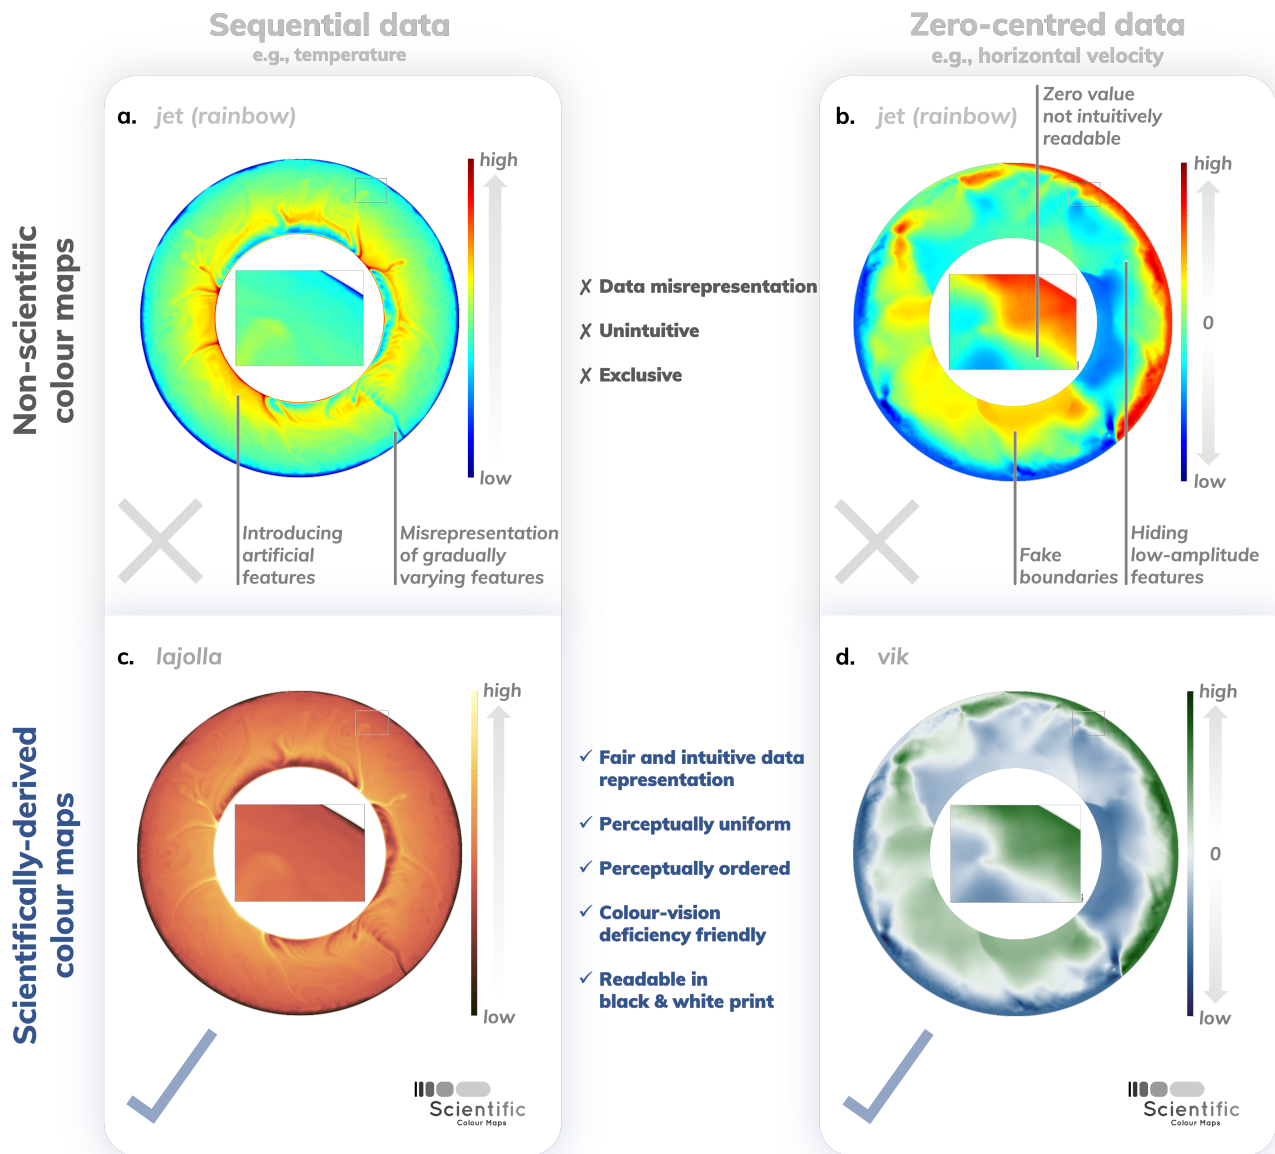 Sequential data
e.g., temperature
Zero-centred data
e.g., horizontal velocity
Non-scientific
colour maps
a. jet (rainbow)
high
low
Introducing
artificial
features
Misrepresentation
of gradually
varying features
✗ Data misrepresentation
✗ Unintuitive
✗ Exclusive
b. jet (rainbow)
Zero value
not intuitively
readable
high
0
low
Fake
boundaries
Hiding
low-amplitude
features
Scientifically-derived
colour maps
c. lajolla
high
low
Scientific
Colour Maps
✓ Fair and intuitive data
representation
✓ Perceptually uniform
✓ Perceptually ordered
✓ Colour-vision
deficiency friendly
✓ Readable in
black & white print
d. vik
high
0
low
Scientific
Colour Maps